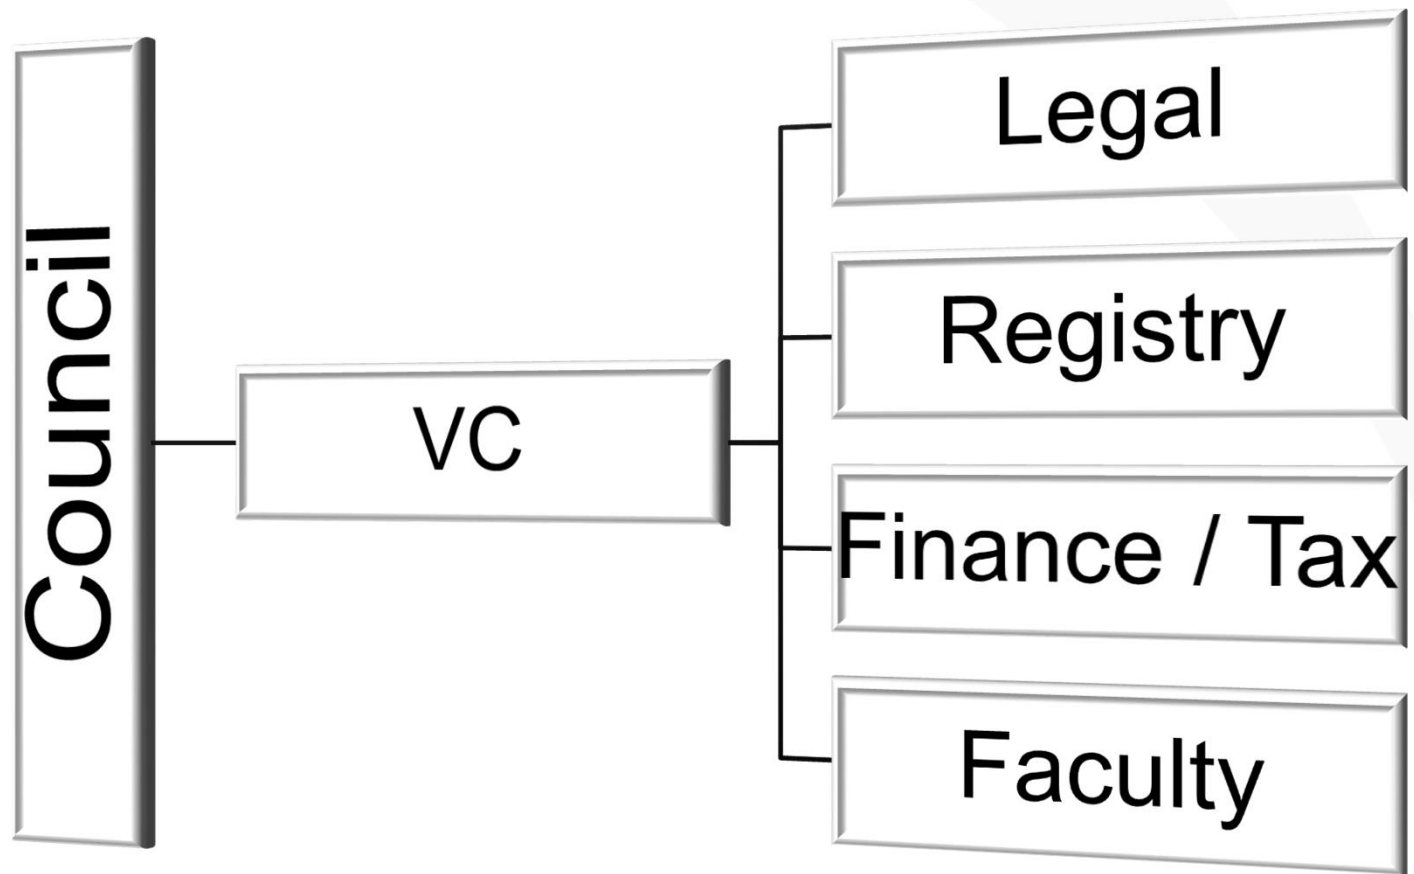 Council
VC
Legal
Registry
Finance / Tax
Faculty